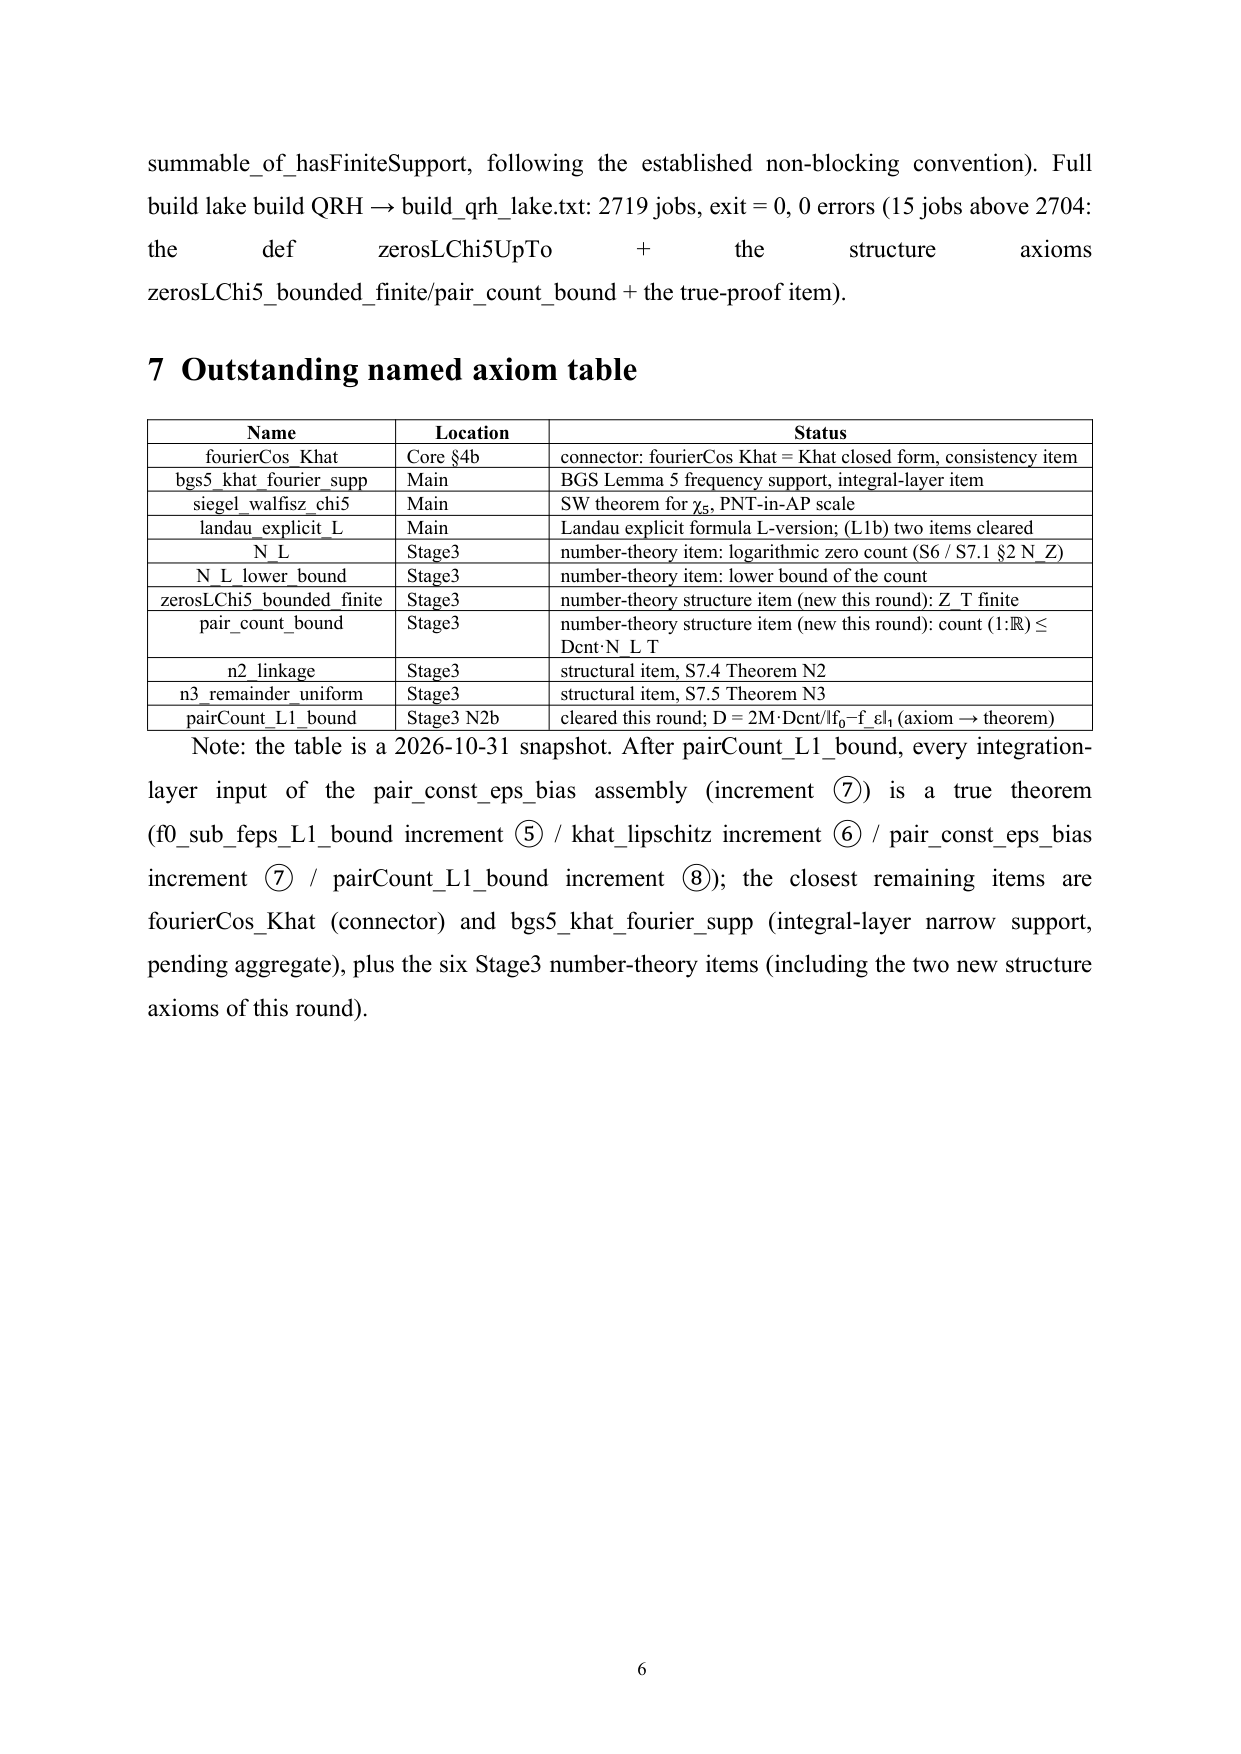 summable_of_hasFiniteSupport, following the established non-blocking convention). Full
build lake build QRH → build_qrh_lake.txt: 2719 jobs, exit = 0, 0 errors (15 jobs above 2704:
the def zerosLChi5UpTo + the structure axioms
zerosLChi5_bounded_finite/pair_count_bound + the true-proof item).
7 Outstanding named axiom table
Name Location Status
fourierCos_Khat Core §4b connector: fourierCos Khat = Khat closed form, consistency item
bgs5_khat_fourier_supp Main BGS Lemma 5 frequency support, integral-layer item
siegel_walfisz_chi5 Main SW theorem for χ₅, PNT-in-AP scale
landau_explicit_L Main Landau explicit formula L-version; (L1b) two items cleared
N_L Stage3 number-theory item: logarithmic zero count (S6 / S7.1 §2 N_Z)
N_L_lower_bound Stage3 number-theory item: lower bound of the count
zerosLChi5_bounded_finite Stage3 number-theory structure item (new this round): Z_T finite
pair_count_bound Stage3 number-theory structure item (new this round): count (1:ℝ) ≤
Dcnt·N_L T
n2_linkage Stage3 structural item, S7.4 Theorem N2
n3_remainder_uniform Stage3 structural item, S7.5 Theorem N3
pairCount_L1_bound Stage3 N2b cleared this round; D = 2M·Dcnt/‖f₀−f_ε‖₁ (axiom → theorem)
Note: the table is a 2026-10-31 snapshot. After pairCount_L1_bound, every integration-
layer input of the pair_const_eps_bias assembly (increment ⑦) is a true theorem
(f0_sub_feps_L1_bound increment ⑤ / khat_lipschitz increment ⑥ / pair_const_eps_bias
increment ⑦ / pairCount_L1_bound increment ⑧); the closest remaining items are
fourierCos_Khat (connector) and bgs5_khat_fourier_supp (integral-layer narrow support,
pending aggregate), plus the six Stage3 number-theory items (including the two new structure
axioms of this round).
6